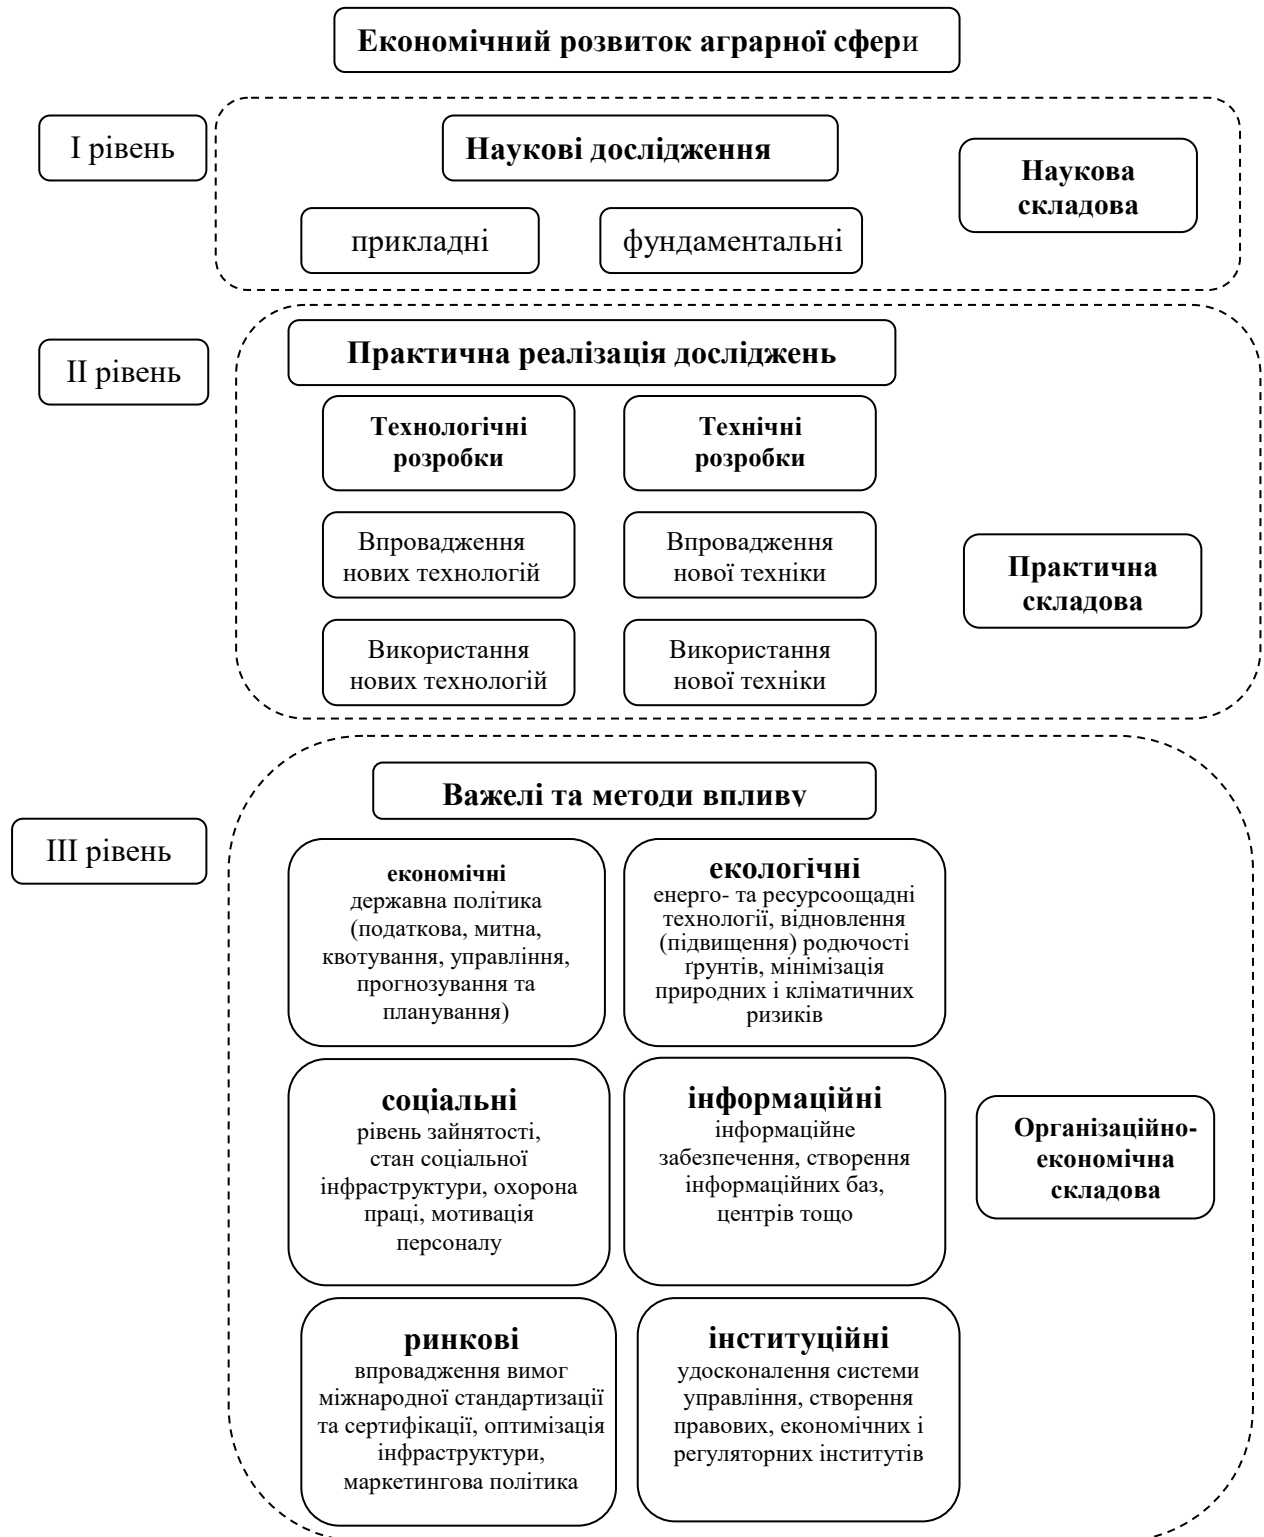 Економічний розвиток аграрної сфери
І рівень
Наукові дослідження
Наукова
складова
прикладні
фундаментальні
ІІ рівень
Практична реалізація досліджень
Технологічні
розробки
Технічні
розробки
Впровадження
нових технологій
Впровадження
нової техніки
Практична
складова
Використання
нових технологій
Використання
нової техніки
Важелі та методи впливу
ІІІ рівень
економічні
державна політика
(податкова, митна,
квотування, управління,
прогнозування та
планування)
екологічні
енерго- та ресурсоощадні
технології, відновлення
(підвищення) родючості
ґрунтів, мінімізація
природних і кліматичних
ризиків
соціальні
рівень зайнятості,
стан соціальної
інфраструктури, охорона
праці, мотивація
персоналу
інформаційні
інформаційне
забезпечення, створення
інформаційних баз,
центрів тощо
Організаційно-
економічна
складова
ринкові
впровадження вимог
міжнародної стандартизації
та сертифікації, оптимізація
інфраструктури,
маркетингова політика
інституційні
удосконалення системи
управління, створення
правових, економічних і
регуляторних інститутів